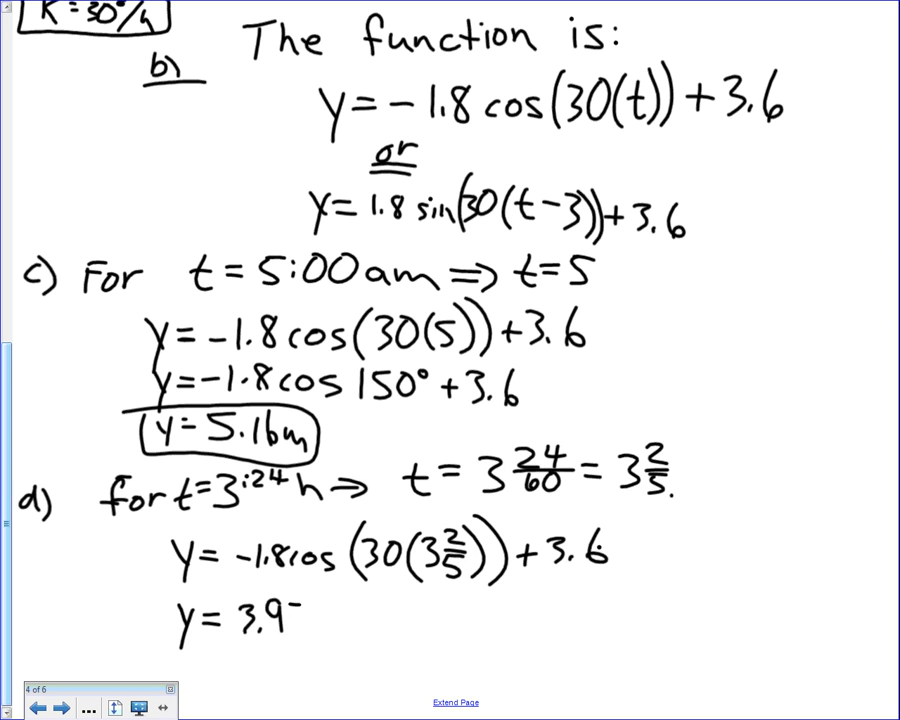 K = 30°/h
The function is:
b)
y = - 1.8 cos(30(t)) + 3.6
or
y = 1.8 sin(30(t - 3)) + 3.6
c) For t = 5:00 am ⇒ t = 5
y = -1.8 cos(30(5)) + 3.6
y = -1.8 cos 150° + 3.6
y = 5.16m
d) for t = 3:24 h ⇒ t = 3 24/60 = 3 2/5.
y = -1.8 cos (30(3 2/5)) + 3.6
y = 3.9
4 of 6
...
Extend Page